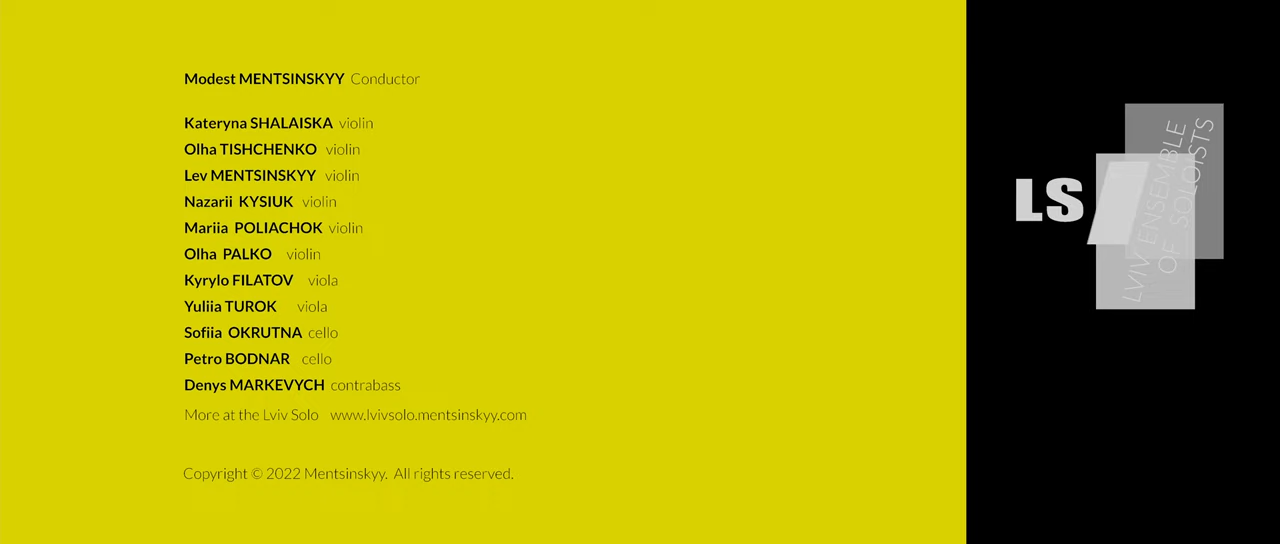 Modest MENTSINSKYY Conductor
Kateryna SHALAISKA violin
Olha TISHCHENKO violin
Lev MENTSINSKYY violin
Nazarii KYSIUK violin
Mariia POLIACHOK violin
Olha PALKO violin
Kyrylo FILATOV viola
Yuliia TUROK viola
Sofiia OKRUTNA cello
Petro BODNAR cello
Denys MARKEVYCH contrabass
More at the Lviv Solo www.lvivsolo.mentsinskyy.com
Copyright © 2022 Mentsinskyy. All rights reserved.
LS
LVIV ENSEMBLE
OF SOLOISTS